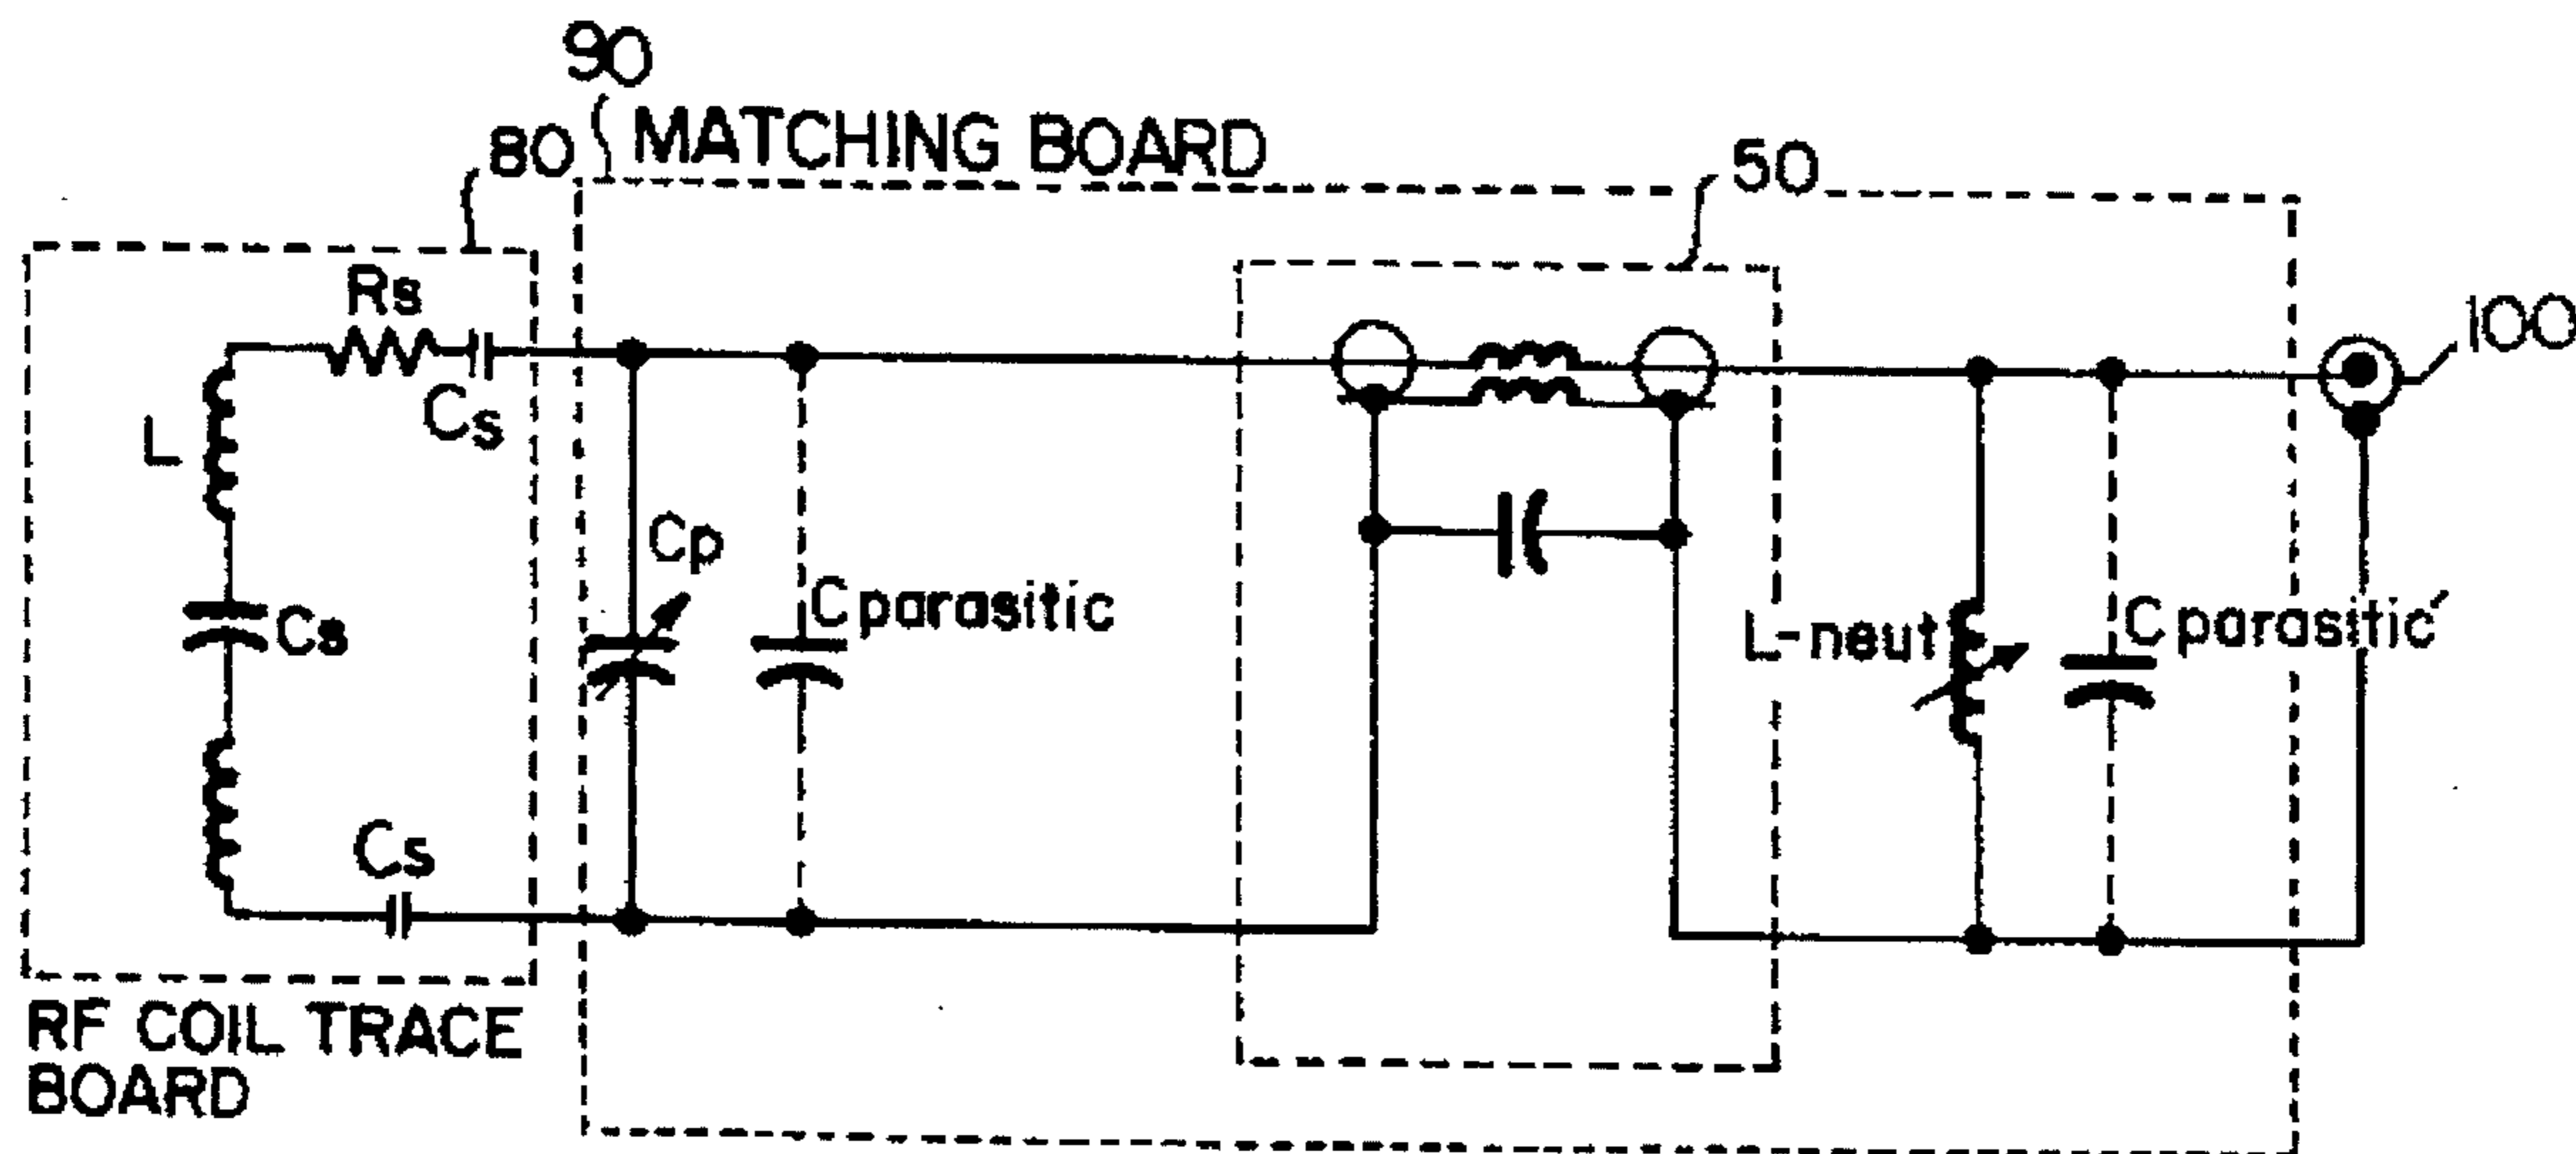 90
MATCHING BOARD
80
50
100
Rs
Cs
L
Cp
Cparasitic
Cs
L-neut
Cparasitic′
Cs
RF COIL TRACE
BOARD